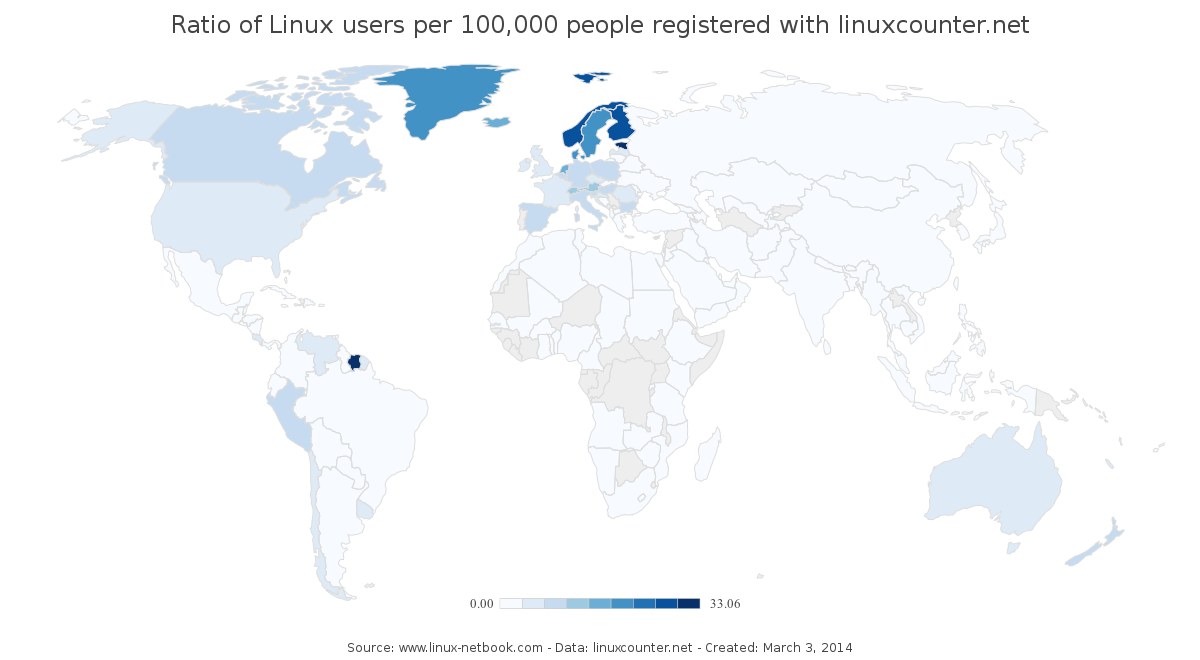 Ratio of Linux users per 100,000 people registered with linuxcounter.net
0.00 33.06
Source: www.linux-netbook.com - Data: linuxcounter.net - Created: March 3, 2014